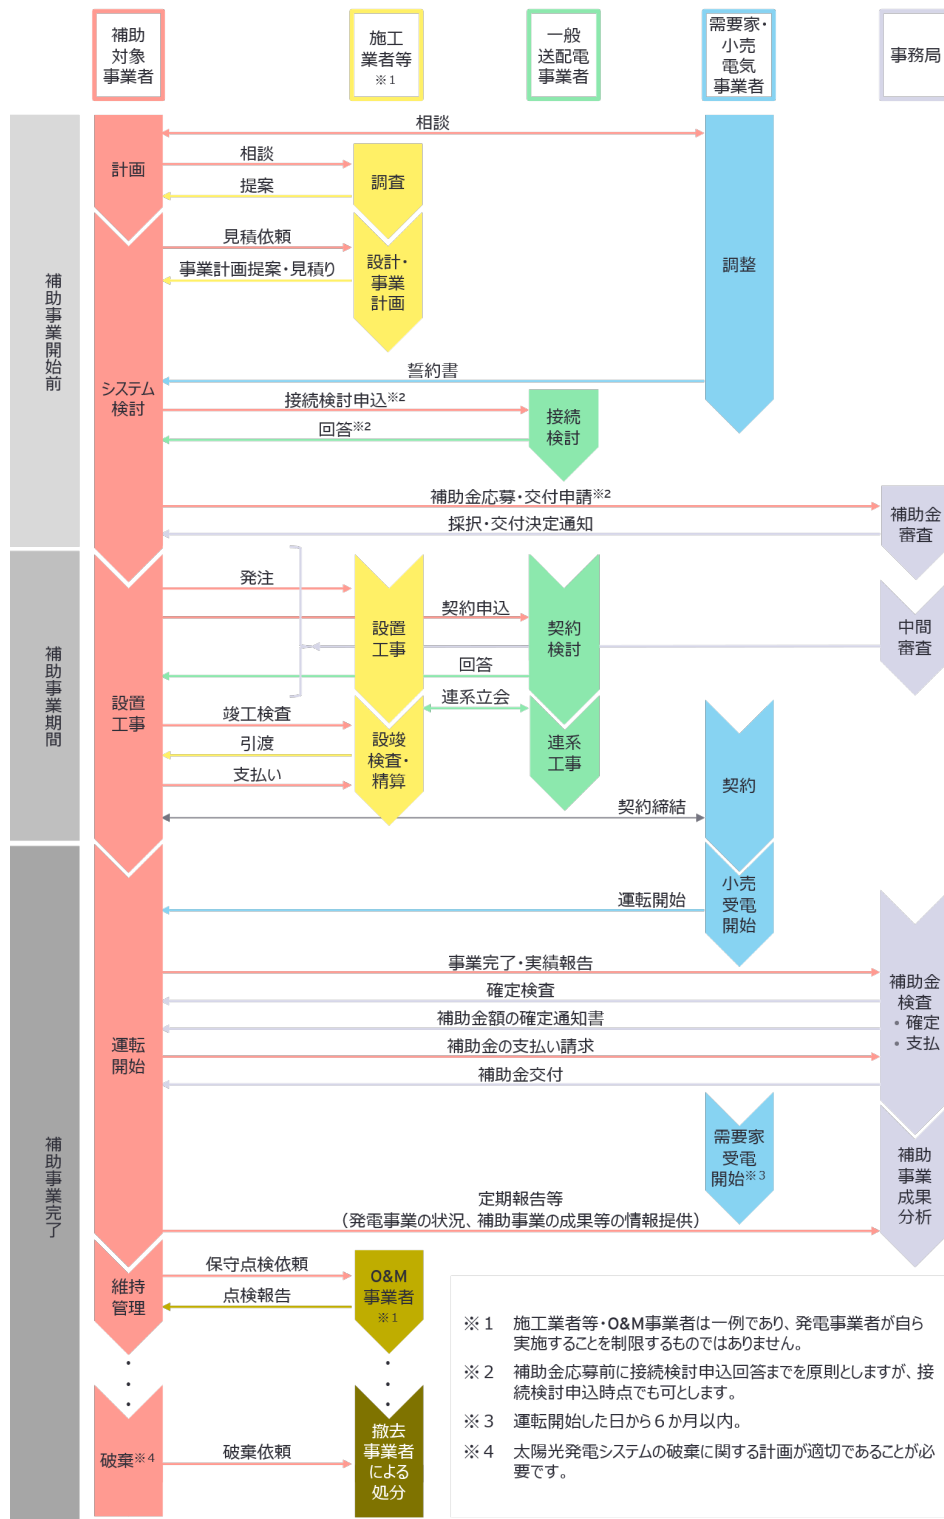 補助
対象
事業者
施工
業者等
※1
一般
送配電
事業者
需要家・
小売
電気
事業者
事務局
補助事業開始前
計画
相談
相談
提案
調査
調整
見積依頼
事業計画提案・見積り
設計・
事業
計画
システム
検討
誓約書
接続検討申込※2
回答※2
接続
検討
補助金応募・交付申請※2
採択・交付決定通知
補助金
審査
補助事業期間
設置
工事
発注
契約申込
設置
工事
契約
検討
中間
審査
回答
連系立会
竣工検査
引渡
支払い
設竣
検査・
精算
連系
工事
契約
契約締結
補助事業完了
運転
開始
小売
受電
開始
運転開始
事業完了・実績報告
確定検査
補助金額の確定通知書
補助金の支払い請求
補助金交付
補助金
検査
・確定
・支払
需要家
受電
開始※3
補助
事業
成果
分析
定期報告等
（発電事業の状況、補助事業の成果等の情報提供）
維持
管理
保守点検依頼
点検報告
O&M
事業者
※1
破棄※4
破棄依頼
撤去
事業者
による
処分
※1 施工業者等・O&M事業者は一例であり、発電事業者が自ら
実施することを制限するものではありません。
※2 補助金応募前に接続検討申込回答までを原則としますが、接
続検討申込時点でも可とします。
※3 運転開始した日から６か月以内。
※4 太陽光発電システムの破棄に関する計画が適切であることが必
要です。